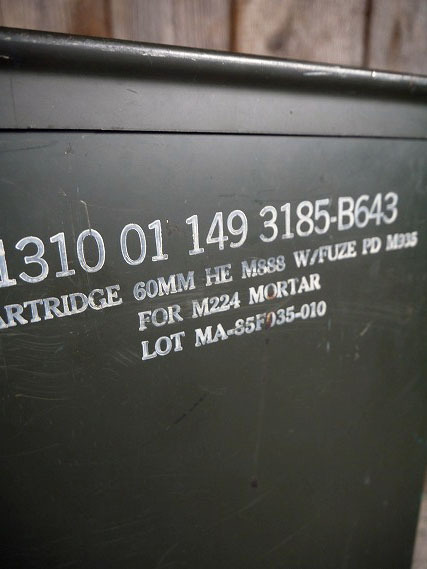 1310 01 149 3185-B643
ARTRIDGE 60MM HE M888 W/FUZE PD M935
FOR M224 MORTAR
LOT MA-85F035-010